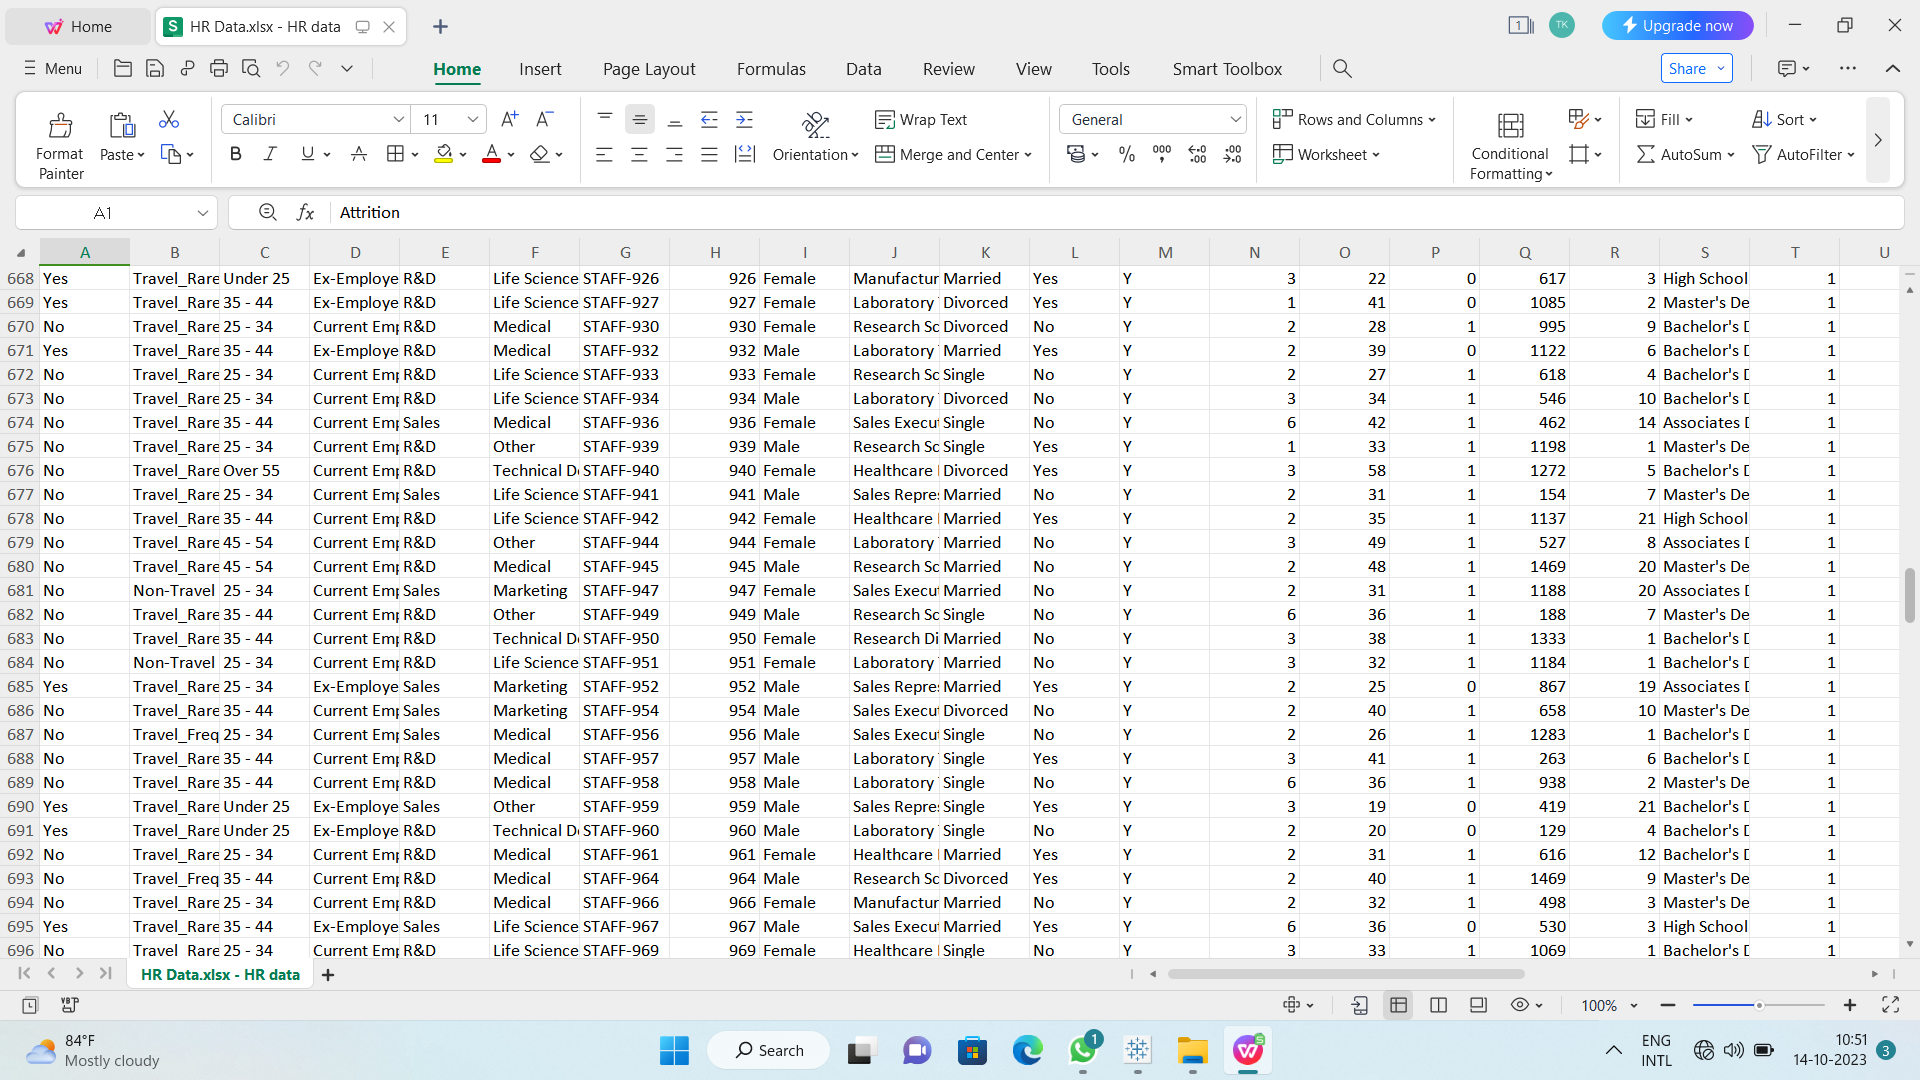 Home HR Data.xlsx - HR data 1 TK Upgrade now
Menu Home Insert Page Layout Formulas Data Review View Tools Smart Toolbox Share
Calibri 11 Wrap Text General Rows and Columns Fill Sort
Format Painter Paste Orientation Merge and Center Worksheet Conditional Formatting AutoSum AutoFilter
A1 fx Attrition
A B C D E F G H I J K L M N O P Q R S T U
668 Yes Travel_Rare Under 25 Ex-Employe R&D Life Science STAFF-926 926 Female Manufactur Married Yes Y 3 22 0 617 3 High School 1
669 Yes Travel_Rare 35 - 44 Ex-Employe R&D Life Science STAFF-927 927 Female Laboratory Divorced Yes Y 1 41 0 1085 2 Master's De 1
670 No Travel_Rare 25 - 34 Current Emp R&D Medical STAFF-930 930 Female Research Sc Divorced No Y 2 28 1 995 9 Bachelor's D 1
671 Yes Travel_Rare 35 - 44 Ex-Employe R&D Medical STAFF-932 932 Male Laboratory Married Yes Y 2 39 0 1122 6 Bachelor's D 1
672 No Travel_Rare 25 - 34 Current Emp R&D Life Science STAFF-933 933 Female Research Sc Single No Y 2 27 1 618 4 Bachelor's D 1
673 No Travel_Rare 25 - 34 Current Emp R&D Life Science STAFF-934 934 Male Laboratory Divorced No Y 3 34 1 546 10 Bachelor's D 1
674 No Travel_Rare 35 - 44 Current Emp Sales Medical STAFF-936 936 Female Sales Execut Single No Y 6 42 1 462 14 Associates D 1
675 No Travel_Rare 25 - 34 Current Emp R&D Other STAFF-939 939 Male Research Sc Single Yes Y 1 33 1 1198 1 Master's De 1
676 No Travel_Rare Over 55 Current Emp R&D Technical De STAFF-940 940 Female Healthcare Divorced Yes Y 3 58 1 1272 5 Bachelor's D 1
677 No Travel_Rare 25 - 34 Current Emp Sales Life Science STAFF-941 941 Male Sales Repres Married No Y 2 31 1 154 7 Master's De 1
678 No Travel_Rare 35 - 44 Current Emp R&D Life Science STAFF-942 942 Female Healthcare Married Yes Y 2 35 1 1137 21 High School 1
679 No Travel_Rare 45 - 54 Current Emp R&D Other STAFF-944 944 Female Laboratory Married No Y 3 49 1 527 8 Associates D 1
680 No Travel_Rare 45 - 54 Current Emp R&D Medical STAFF-945 945 Male Research Sc Married No Y 2 48 1 1469 20 Master's De 1
681 No Non-Travel 25 - 34 Current Emp Sales Marketing STAFF-947 947 Female Sales Execut Married No Y 2 31 1 1188 20 Associates D 1
682 No Travel_Rare 35 - 44 Current Emp R&D Other STAFF-949 949 Male Research Sc Single No Y 6 36 1 188 7 Master's De 1
683 No Travel_Rare 35 - 44 Current Emp R&D Technical De STAFF-950 950 Female Research Di Married No Y 3 38 1 1333 1 Bachelor's D 1
684 No Non-Travel 25 - 34 Current Emp R&D Life Science STAFF-951 951 Female Laboratory Married No Y 3 32 1 1184 1 Bachelor's D 1
685 Yes Travel_Rare 25 - 34 Ex-Employe Sales Marketing STAFF-952 952 Male Sales Repres Married Yes Y 2 25 0 867 19 Associates D 1
686 No Travel_Rare 35 - 44 Current Emp Sales Marketing STAFF-954 954 Male Sales Execut Divorced No Y 2 40 1 658 10 Master's De 1
687 No Travel_Freq 25 - 34 Current Emp Sales Medical STAFF-956 956 Male Sales Execut Single No Y 2 26 1 1283 1 Bachelor's D 1
688 No Travel_Rare 35 - 44 Current Emp R&D Medical STAFF-957 957 Male Laboratory Single Yes Y 3 41 1 263 6 Bachelor's D 1
689 No Travel_Rare 35 - 44 Current Emp R&D Medical STAFF-958 958 Male Laboratory Single No Y 6 36 1 938 2 Master's De 1
690 Yes Travel_Rare Under 25 Ex-Employe Sales Other STAFF-959 959 Male Sales Repres Single Yes Y 3 19 0 419 21 Bachelor's D 1
691 Yes Travel_Rare Under 25 Ex-Employe R&D Technical De STAFF-960 960 Male Laboratory Single No Y 2 20 0 129 4 Bachelor's D 1
692 No Travel_Rare 25 - 34 Current Emp R&D Medical STAFF-961 961 Female Healthcare Married Yes Y 2 31 1 616 12 Bachelor's D 1
693 No Travel_Freq 35 - 44 Current Emp R&D Medical STAFF-964 964 Male Research Sc Divorced Yes Y 2 40 1 1469 9 Master's De 1
694 No Travel_Rare 25 - 34 Current Emp R&D Medical STAFF-966 966 Female Manufactur Married No Y 2 32 1 498 3 Master's De 1
695 Yes Travel_Rare 35 - 44 Ex-Employe Sales Life Science STAFF-967 967 Male Sales Execut Married Yes Y 6 36 0 530 3 High School 1
696 No Travel_Rare 25 - 34 Current Emp R&D Life Science STAFF-969 969 Female Healthcare Single No Y 3 33 1 1069 1 Bachelor's D 1
HR Data.xlsx - HR data
100%
84°F
Mostly cloudy
Search
1
ENG
INTL
10:51
14-10-2023
3